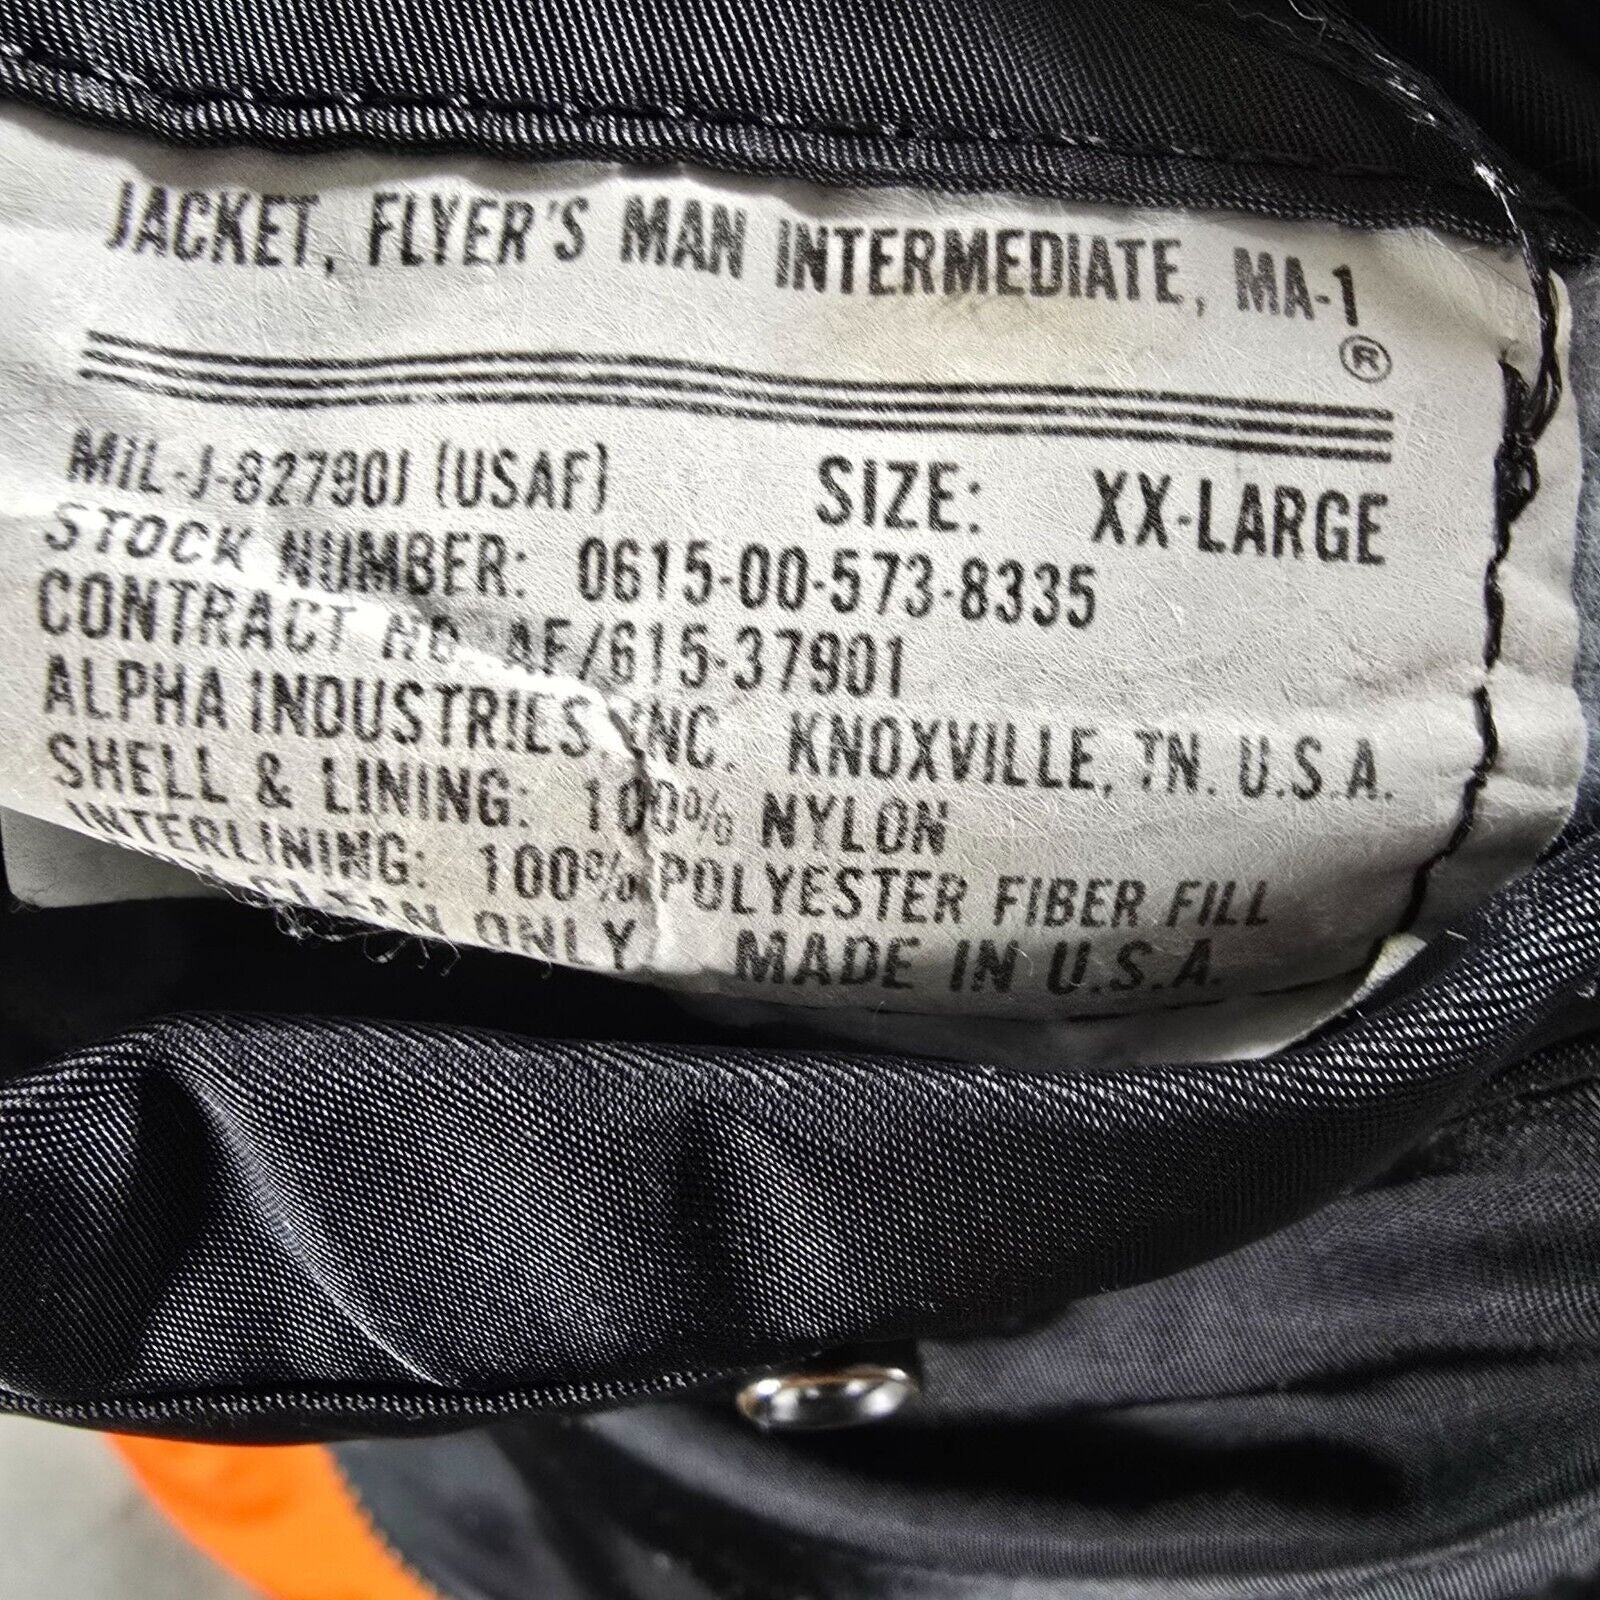 JACKET, FLYER'S MAN INTERMEDIATE, MA-1
®
MIL-J-82790J (USAF) SIZE: XX-LARGE
STOCK NUMBER: 0615-00-573-8335
CONTRACT NO. AF/615-37901
ALPHA INDUSTRIES, INC. KNOXVILLE, TN. U.S.A.
SHELL & LINING: 100% NYLON
INTERLINING: 100% POLYESTER FIBER FILL
CLEAN ONLY MADE IN U.S.A.